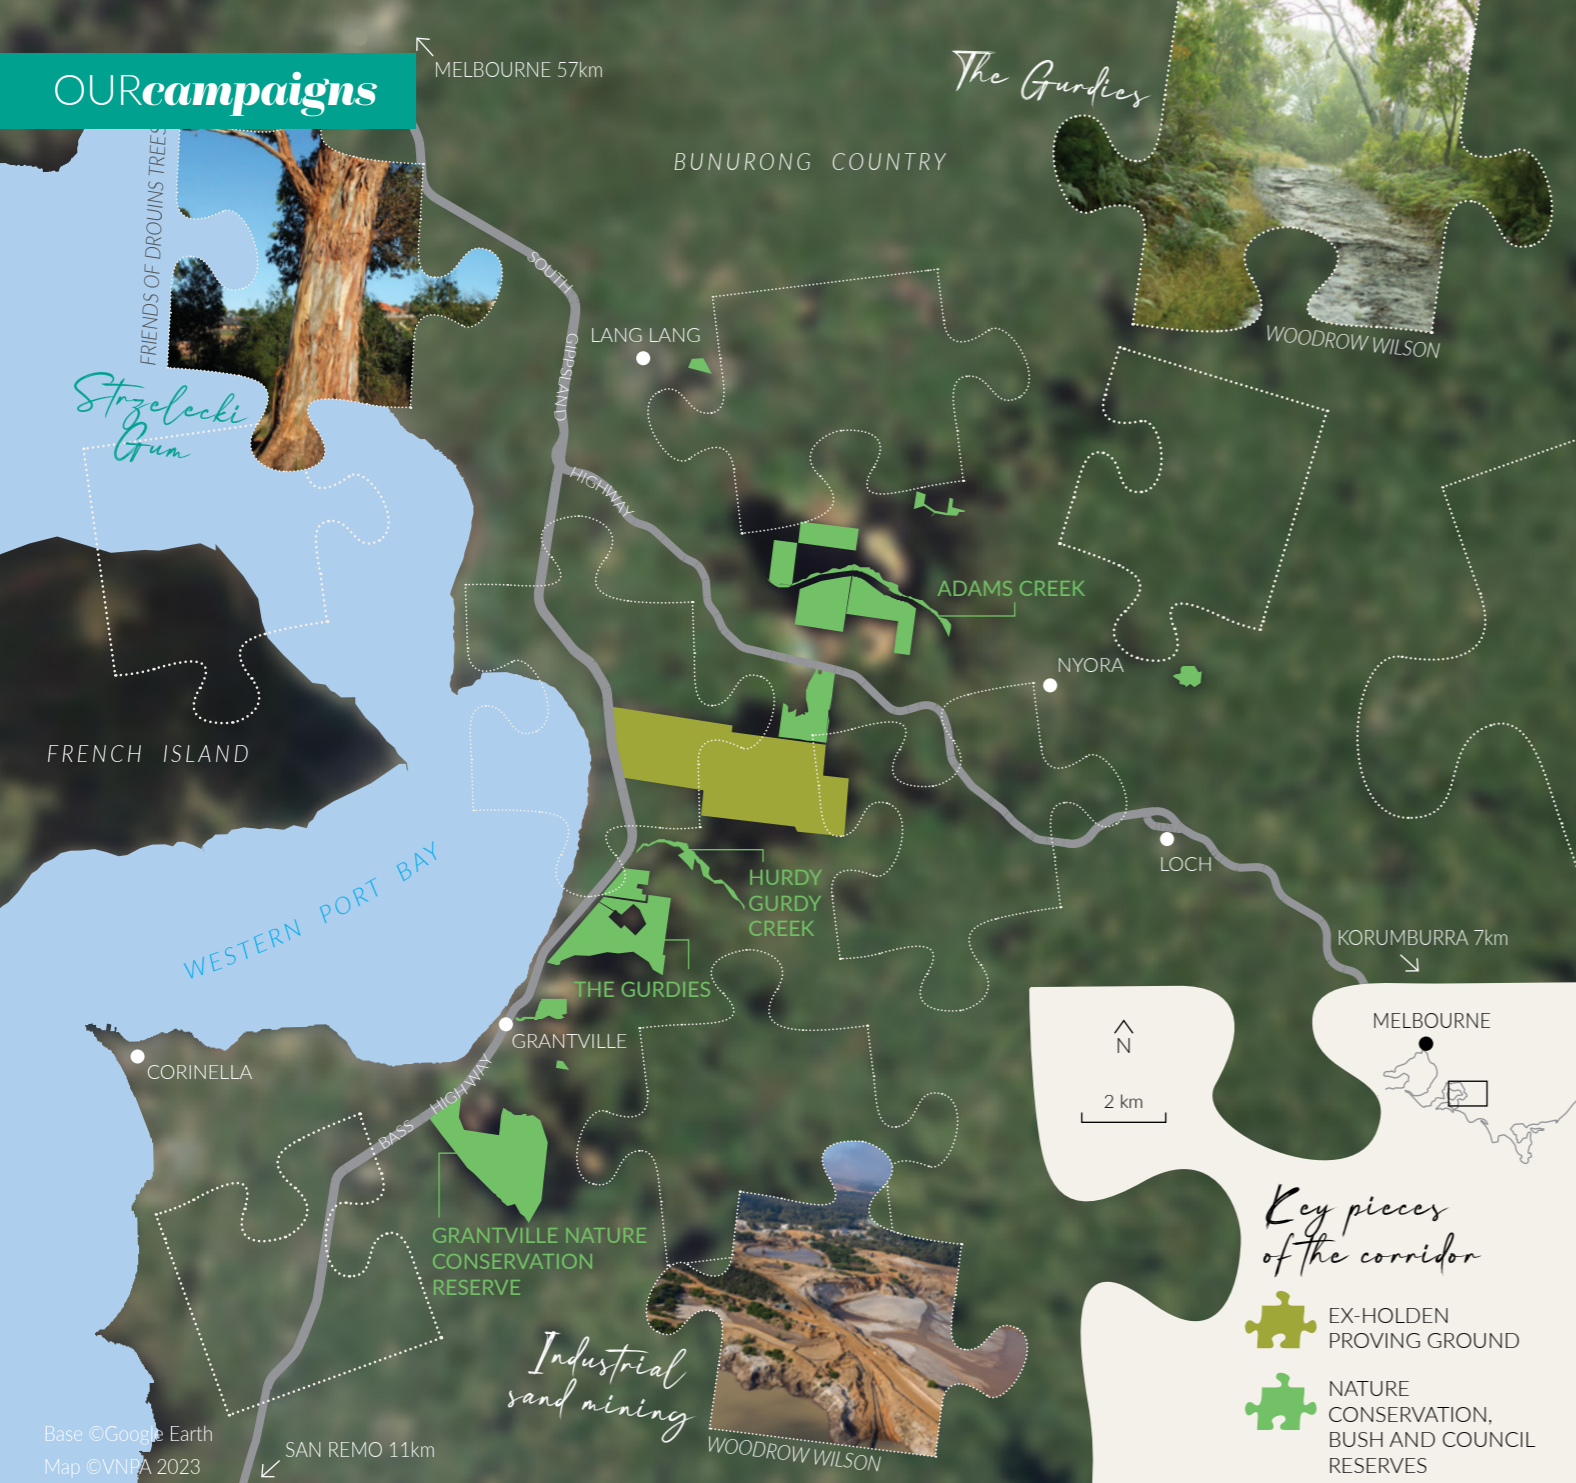 OURcampaigns
MELBOURNE 57km
The Gurdies
BUNURONG COUNTRY
FRIENDS OF DROUINS TREES
WOODROW WILSON
SOUTH
GIPPSLAND
HIGHWAY
LANG LANG
Strzelecki
Gum
ADAMS CREEK
NYORA
FRENCH ISLAND
WESTERN PORT BAY
LOCH
HURDY
GURDY
CREEK
KORUMBURRA 7km
THE GURDIES
GRANTVILLE
CORINELLA
BASS HIGHWAY
GRANTVILLE NATURE
CONSERVATION
RESERVE
Industrial
sand mining
WOODROW WILSON
Base ©Google Earth
Map ©VNPA 2023
SAN REMO 11km
N
2 km
MELBOURNE
Key pieces
of the corridor
EX-HOLDEN
PROVING GROUND
NATURE
CONSERVATION,
BUSH AND COUNCIL
RESERVES